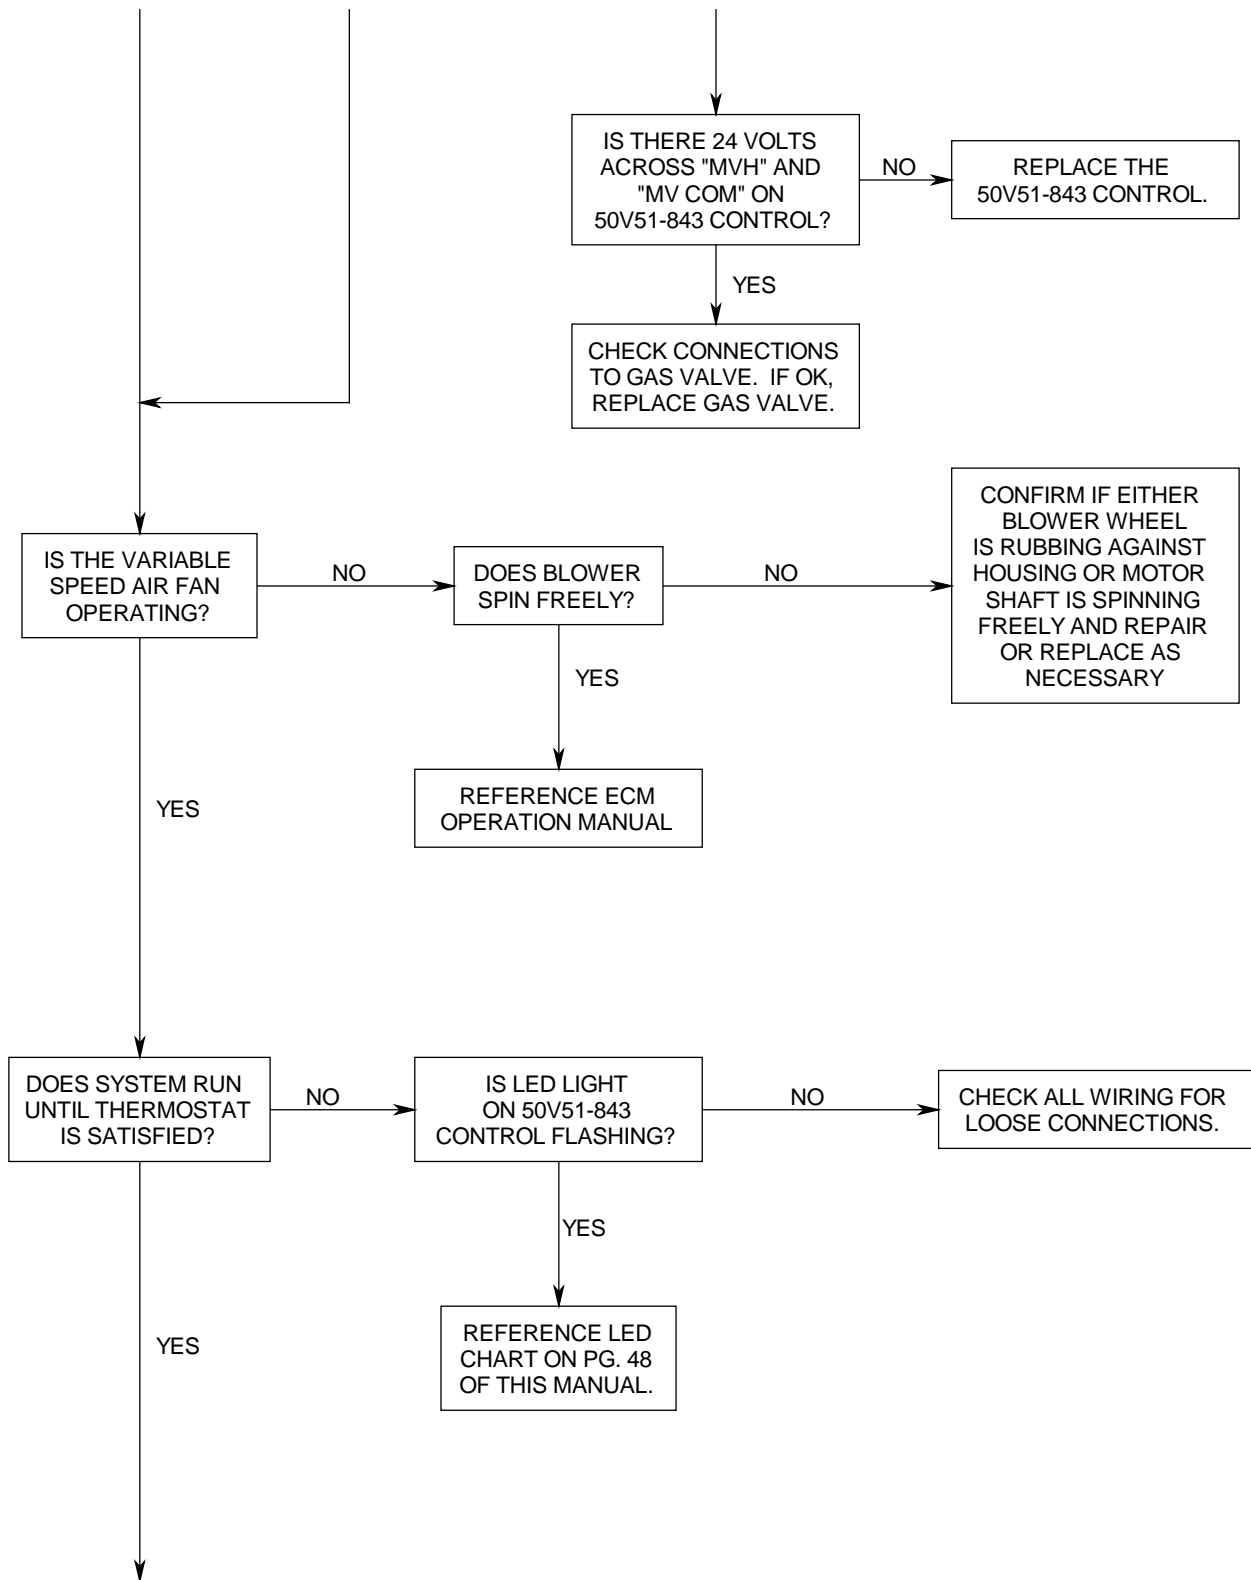 IS THERE 24 VOLTS
ACROSS "MVH" AND
"MV COM" ON
50V51-843 CONTROL?
NO
REPLACE THE
50V51-843 CONTROL.
YES
CHECK CONNECTIONS
TO GAS VALVE.  IF OK,
REPLACE GAS VALVE.
IS THE VARIABLE
SPEED AIR FAN
OPERATING?
NO
DOES BLOWER
SPIN FREELY?
NO
CONFIRM IF EITHER
BLOWER WHEEL
IS RUBBING AGAINST
HOUSING OR MOTOR
SHAFT IS SPINNING
FREELY AND REPAIR
OR REPLACE AS
NECESSARY
YES
REFERENCE ECM
OPERATION MANUAL
YES
DOES SYSTEM RUN
UNTIL THERMOSTAT
IS SATISFIED?
NO
IS LED LIGHT
ON 50V51-843
CONTROL FLASHING?
NO
CHECK ALL WIRING FOR
LOOSE CONNECTIONS.
YES
REFERENCE LED
CHART ON PG. 48
OF THIS MANUAL.
YES